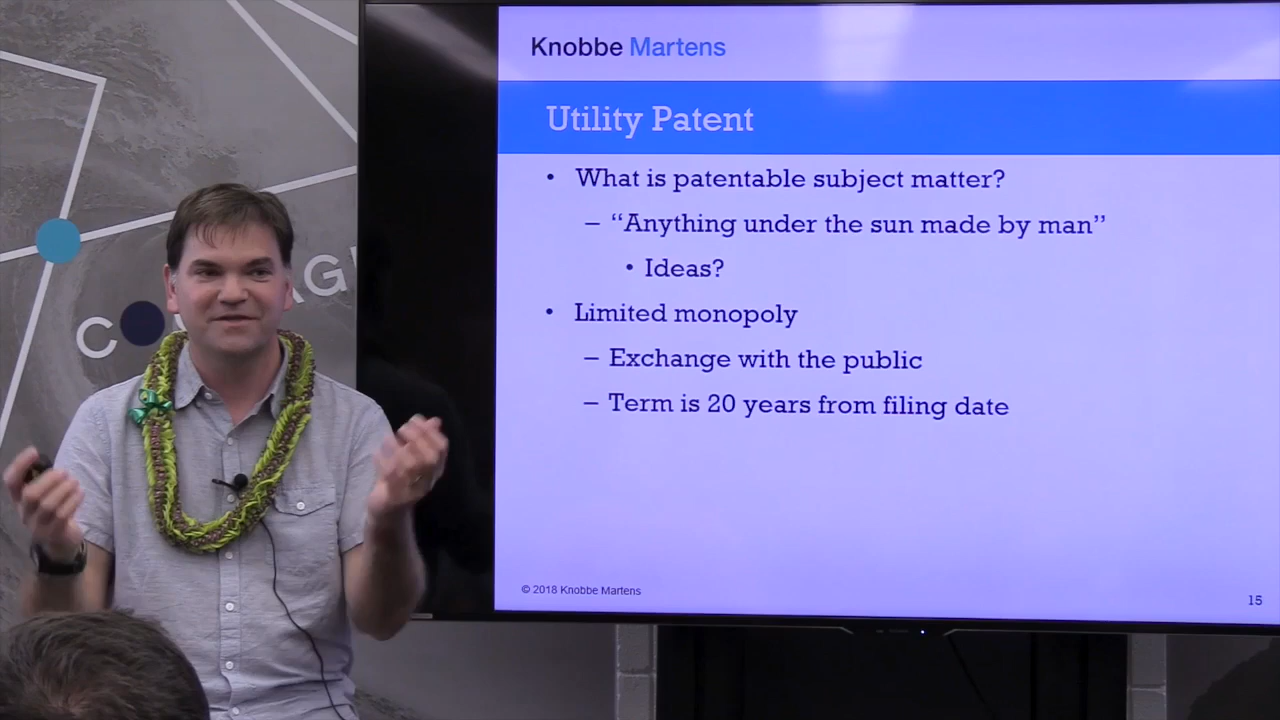 Knobbe Martens
Utility Patent
• What is patentable subject matter?
– “Anything under the sun made by man”
• Ideas?
• Limited monopoly
– Exchange with the public
– Term is 20 years from filing date
© 2018 Knobbe Martens
15